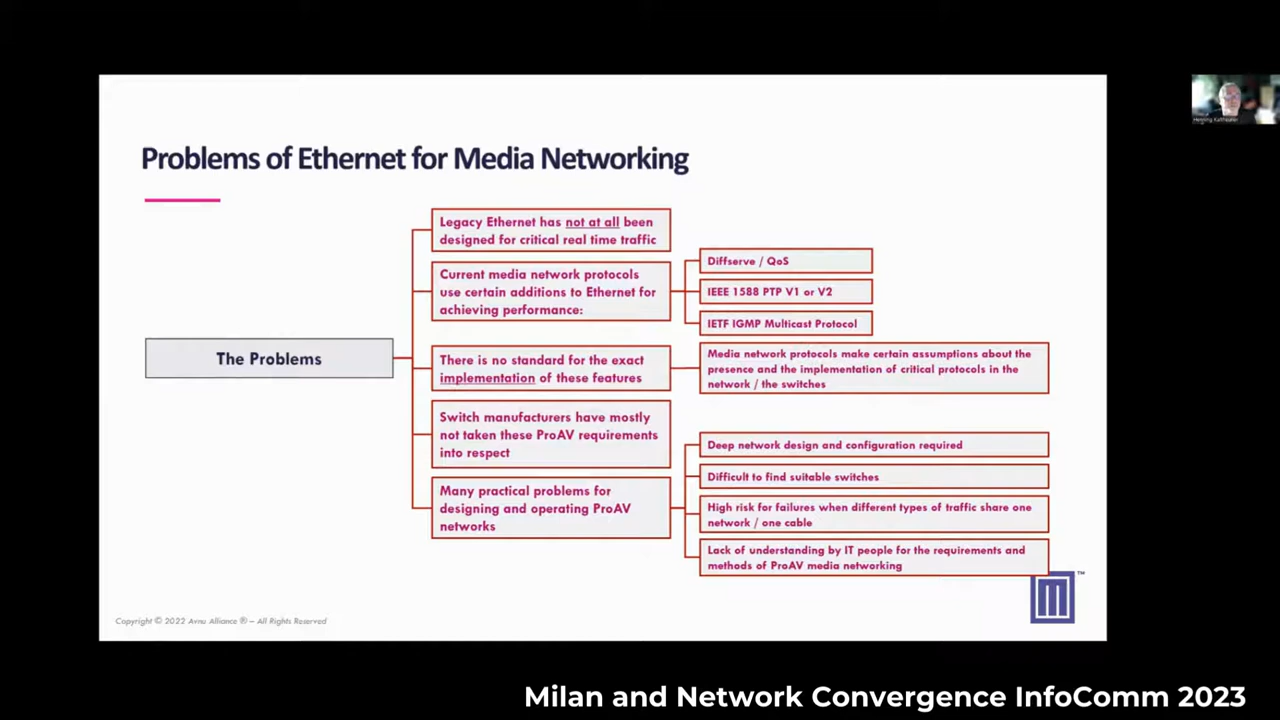 Problems of Ethernet for Media Networking
The Problems
Legacy Ethernet has not at all been
designed for critical real time traffic
Current media network protocols
use certain additions to Ethernet for
achieving performance:
Diffserve / QoS
IEEE 1588 PTP V1 or V2
IETF IGMP Multicast Protocol
There is no standard for the exact
implementation of these features
Media network protocols make certain assumptions about the
presence and the implementation of critical protocols in the
network / the switches
Switch manufacturers have mostly
not taken these ProAV requirements
into respect
Many practical problems for
designing and operating ProAV
networks
Deep network design and configuration required
Difficult to find suitable switches
High risk for failures when different types of traffic share one
network / one cable
Lack of understanding by IT people for the requirements and
methods of ProAV media networking
TM
Copyright © 2022 Avnu Alliance ® – All Rights Reserved
Milan and Network Convergence InfoComm 2023